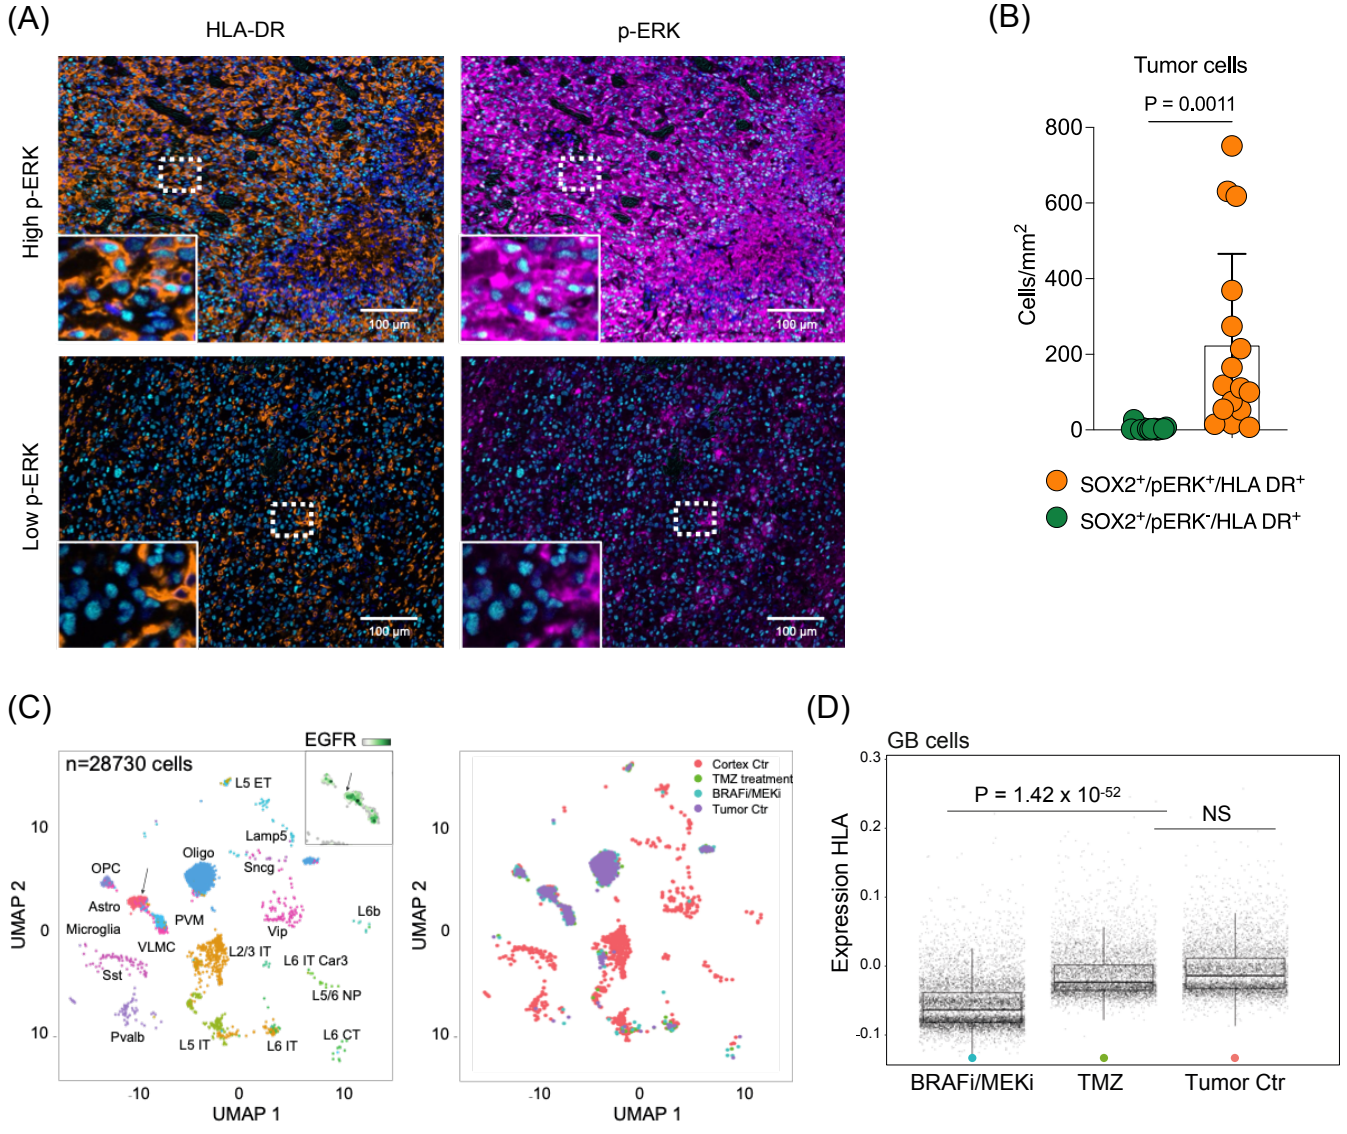 (A)
HLA-DR
p-ERK
High p-ERK
100 µm
100 µm
Low p-ERK
100 µm
100 µm
(B)
Tumor cells
P = 0.0011
800
600
400
200
0
Cells/mm2
SOX2+/pERK+/HLA DR+
SOX2+/pERK-/HLA DR+
(C)
n=28730 cells
EGFR
L5 ET
Lamp5
Oligo
Sncg
OPC
Astro
PVM
Microglia
VLMC
Vip
L6b
L2/3 IT
Sst
L6 IT Car3
L5/6 NP
Pvalb
L5 IT
L6 IT
L6 CT
10
0
10
UMAP 2
-10
0
10
UMAP 1
Cortex Ctr
TMZ treatment
BRAFi/MEKi
Tumor Ctr
10
0
10
UMAP 2
-10
0
10
UMAP 1
(D)
GB cells
P = 1.42 x 10-52
NS
0.3
0.2
0.1
0.0
-0.1
Expression HLA
BRAFi/MEKi
TMZ
Tumor Ctr